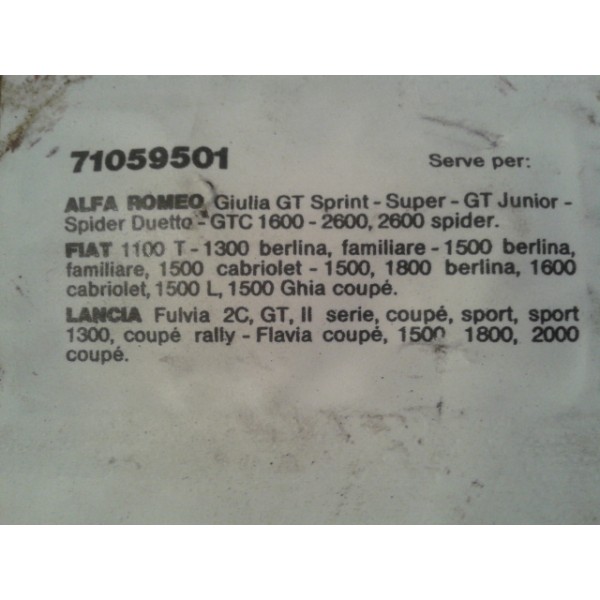 71059501 Serve per:
ALFA ROMEO Giulia GT Sprint - Super - GT Junior -
Spider Duetto - GTC 1600 - 2600, 2600 spider.
FIAT 1100 T - 1300 berlina, familiare - 1500 berlina,
familiare, 1500 cabriolet - 1500, 1800 berlina, 1600
cabriolet, 1500 L, 1500 Ghia coupé.
LANCIA Fulvia 2C, GT, II serie, coupé, sport, sport
1300, coupé rally - Flavia coupé, 1500 1800, 2000
coupé.